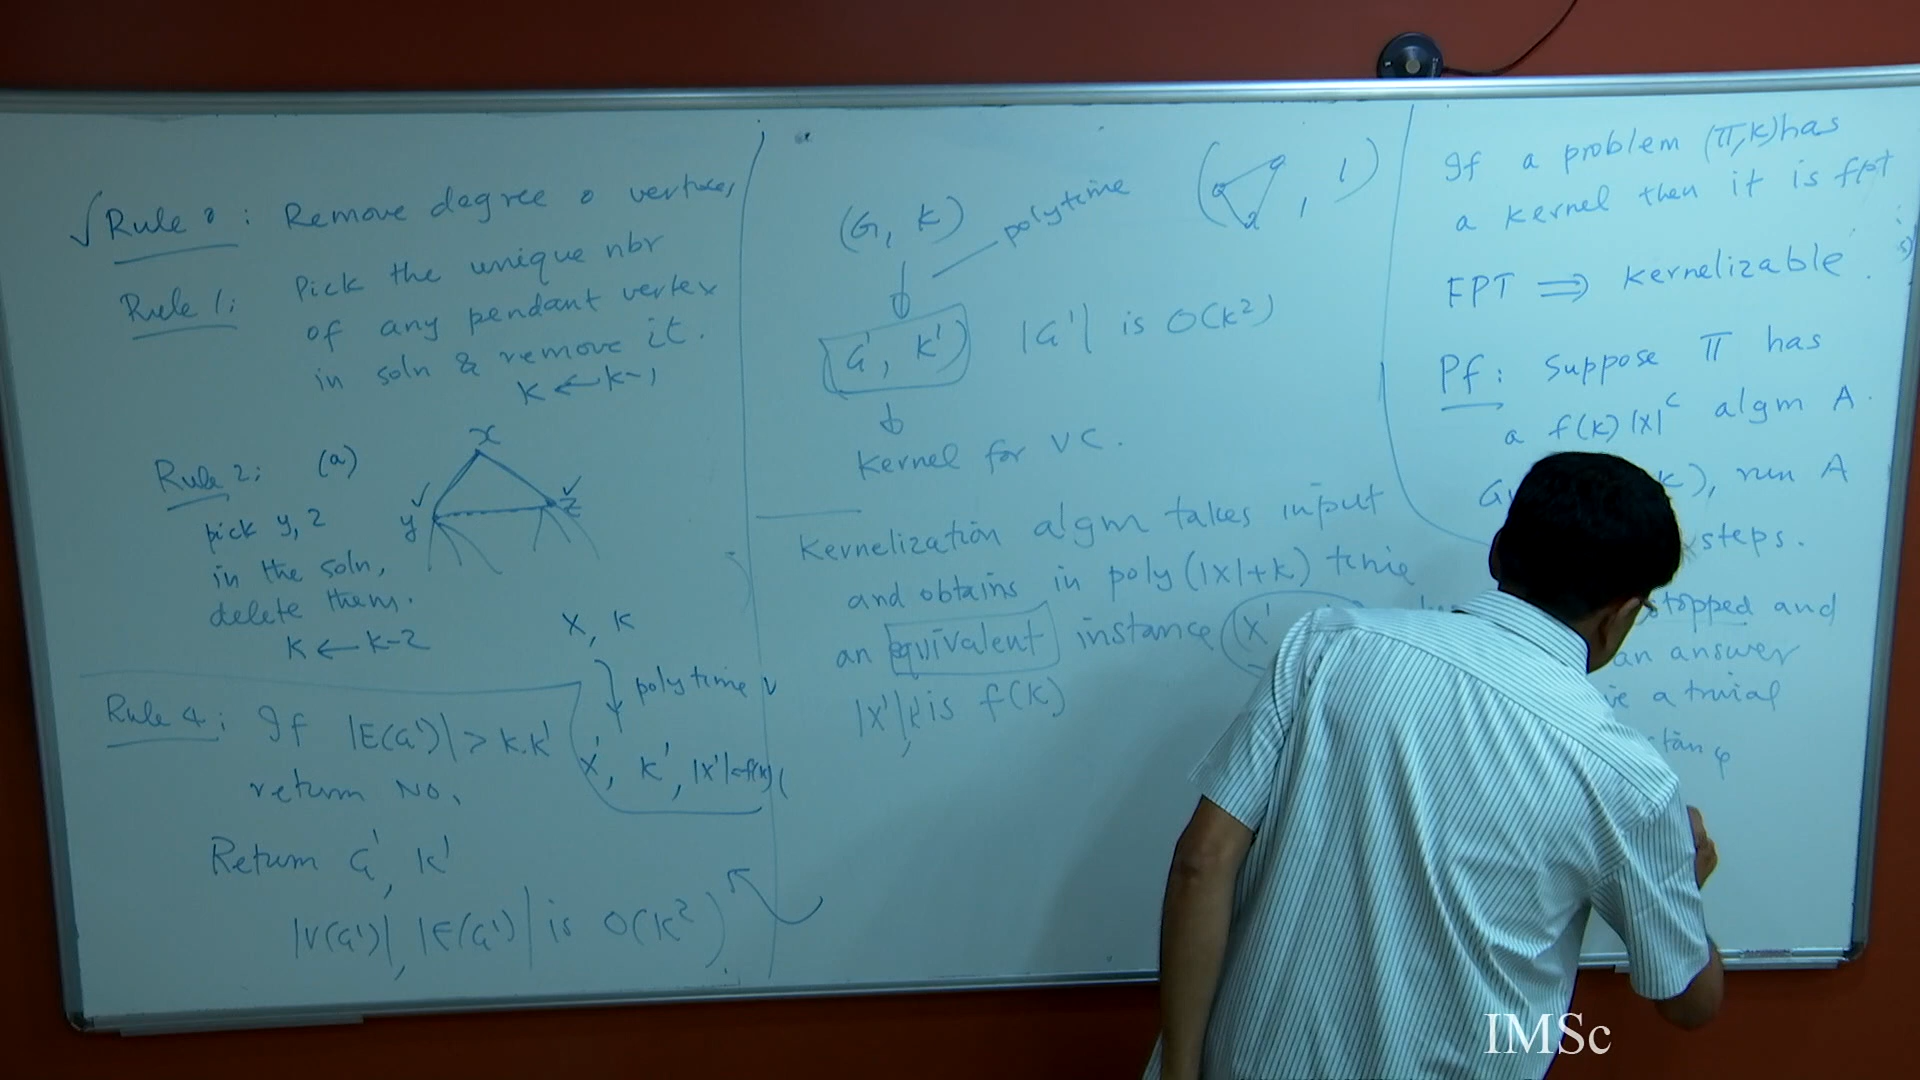 √Rule 0: Remove degree 0 vertices
Rule 1: Pick the unique nbr
of any pendant vertex
in soln & remove it.
k ← k-1
Rule 2: (a)
pick y, z
in the soln,
delete them.
k ← k-2
x
y
z
Rule 4: If |E(G')| > k.k'
return NO.
Return G', k'
|V(G')|, |E(G')| is O(k²)
x, k
polytime
x', k', |x'| ≤ f(k)
(G, k)
polytime
( , 1)
(G', k')
|G'| is O(k²)
Kernel for VC.
Kernelization algm takes input
and obtains in poly(|x|+k) time
an equivalent instance (x'
|x'|, k' is f(k)
If a problem (π,k) has
a kernel then it is fpt
FPT ⇒ kernelizable.
Pf: Suppose π has
a f(k)|x|^c algm A.
k), run A
steps.
stopped and
an answer
a trivial